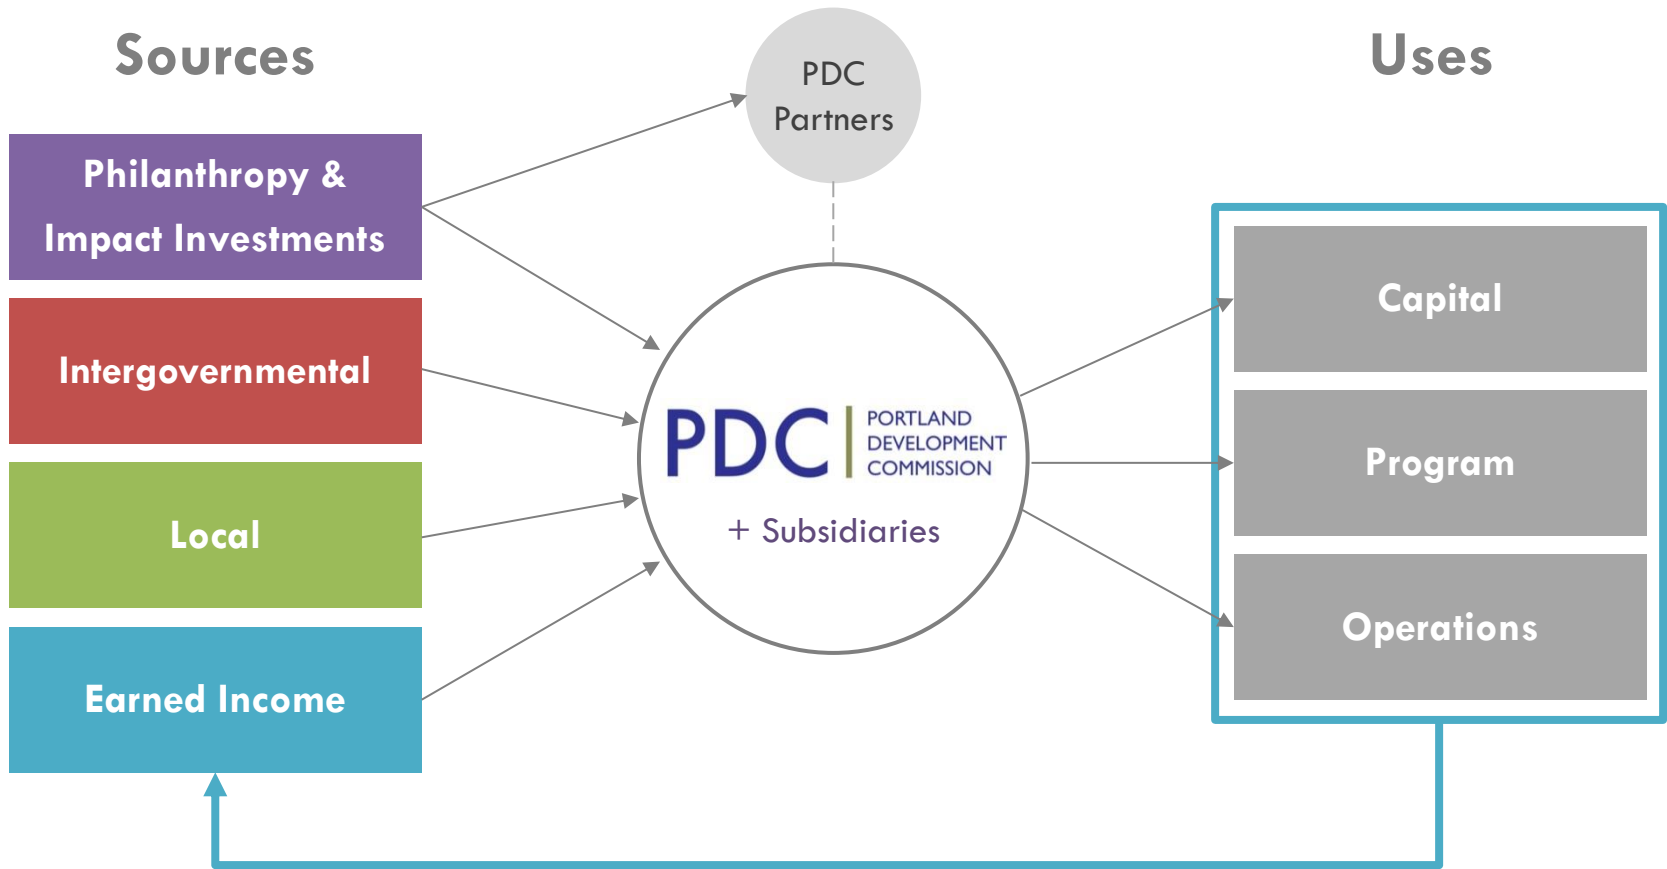 Sources
PDC
Partners
Uses
Philanthropy &
Impact Investments
Intergovernmental
Local
Earned Income
PDC
PORTLAND
DEVELOPMENT
COMMISSION
+ Subsidiaries
Capital
Program
Operations